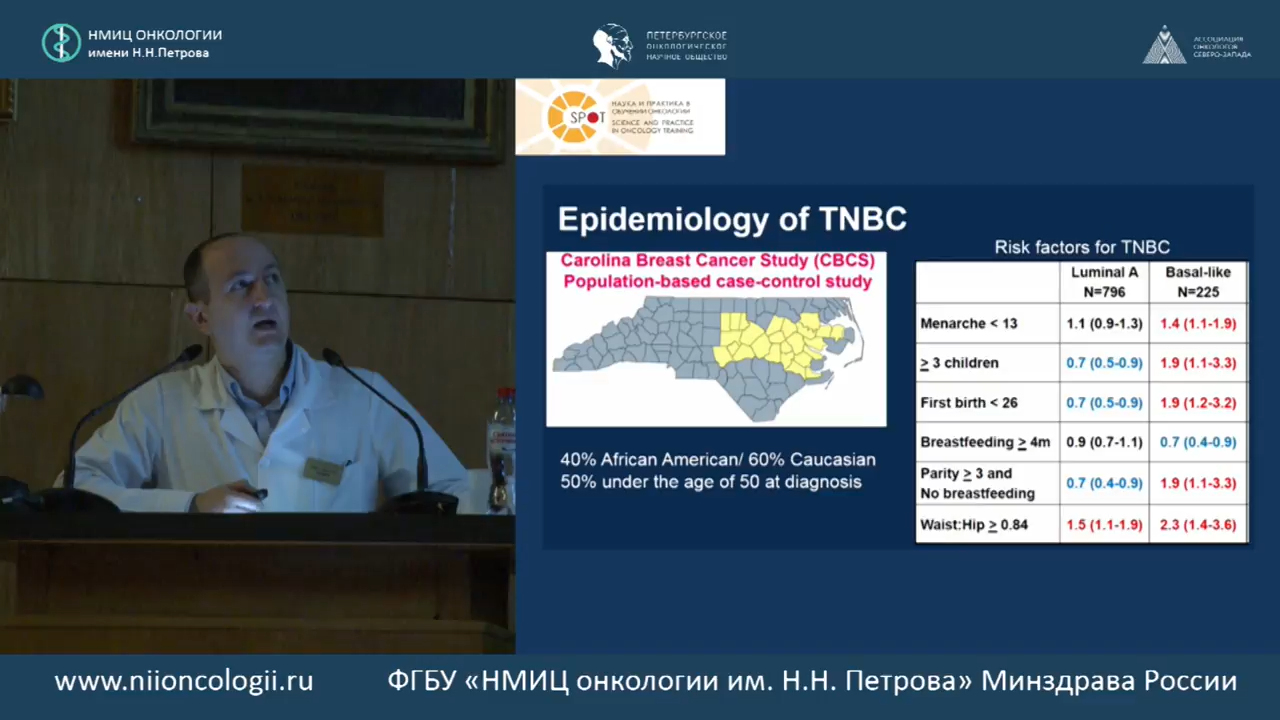 НМИЦ ОНКОЛОГИИ
имени Н.Н.Петрова
ПЕТЕРБУРГСКОЕ
ОНКОЛОГИЧЕСКОЕ
НАУЧНОЕ ОБЩЕСТВО
АССОЦИАЦИЯ
ОНКОЛОГОВ
СЕВЕРО-ЗАПАДА
SPOT
НАУКА И ПРАКТИКА В
ОБУЧЕНИИ ОНКОЛОГИИ
SCIENCE AND PRACTICE
IN ONCOLOGY TRAINING
Epidemiology of TNBC
Carolina Breast Cancer Study (CBCS)
Population-based case-control study
40% African American/ 60% Caucasian
50% under the age of 50 at diagnosis
Risk factors for TNBC
Luminal A N=796 Basal-like N=225
Menarche < 13 1.1 (0.9-1.3) 1.4 (1.1-1.9)
≥ 3 children 0.7 (0.5-0.9) 1.9 (1.1-3.3)
First birth < 26 0.7 (0.5-0.9) 1.9 (1.2-3.2)
Breastfeeding ≥ 4m 0.9 (0.7-1.1) 0.7 (0.4-0.9)
Parity ≥ 3 and No breastfeeding 0.7 (0.4-0.9) 1.9 (1.1-3.3)
Waist:Hip ≥ 0.84 1.5 (1.1-1.9) 2.3 (1.4-3.6)
www.niioncologii.ru
ФГБУ «НМИЦ онкологии им. Н.Н. Петрова» Минздрава России